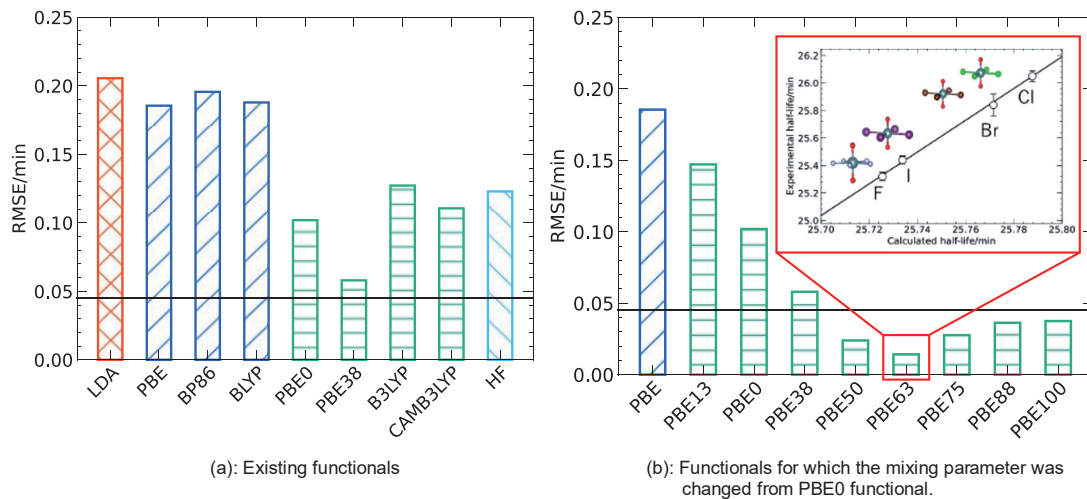 0.25
0.20
0.15
0.10
0.05
0.00
RMSE/min
LDA
PBE
BP86
BLYP
PBE0
PBE38
B3LYP
CAMB3LYP
HF
(a): Existing functionals
0.25
0.20
0.15
0.10
0.05
0.00
RMSE/min
PBE
PBE13
PBE0
PBE38
PBE50
PBE63
PBE75
PBE88
PBE100
26.2
26.0
25.8
25.6
25.4
25.2
25.0
Experimental half-life/min
F
I
Br
Cl
25.70
25.72
25.74
25.76
25.78
25.80
Calculated half-life/min
(b): Functionals for which the mixing parameter was
changed from PBE0 functional.